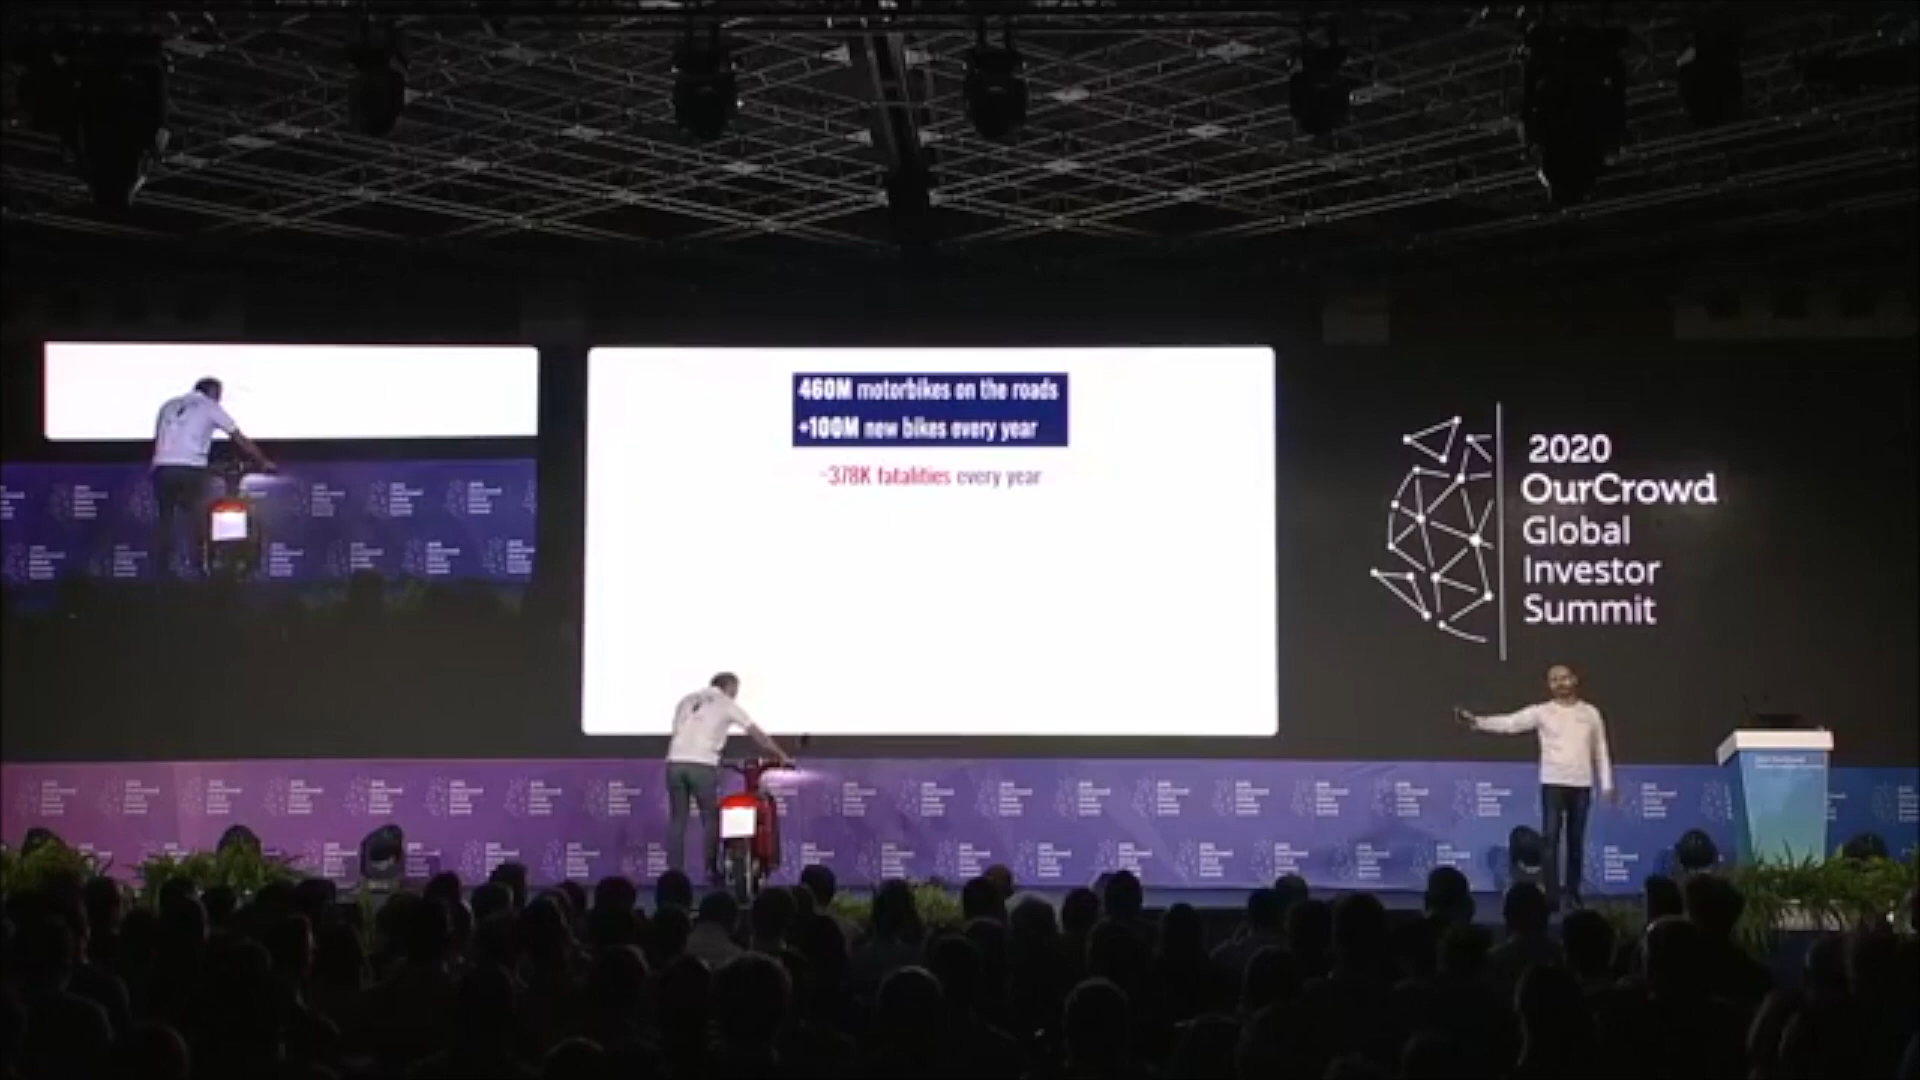 460M motorbikes on the roads
+100M new bikes every year
~378K fatalities every year
2020
OurCrowd
Global
Investor
Summit